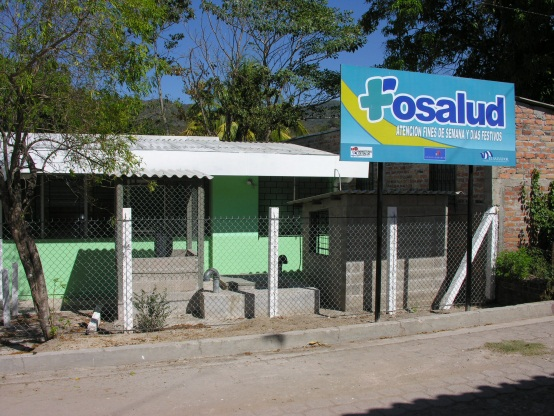 fosalud
ATENCION FINES DE SEMANA Y DIAS FESTIVOS